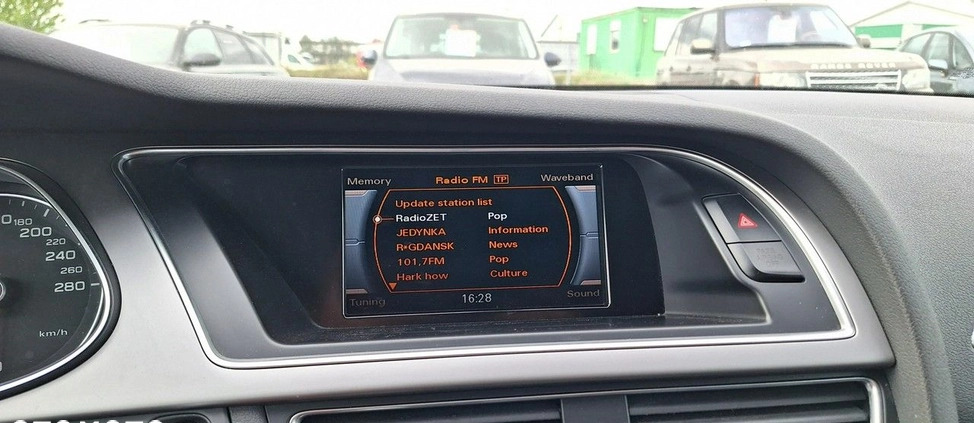 RANGE ROVER
Memory Radio FM TP Waveband
Update station list
RadioZET Pop
JEDYNKA Information
R*GDANSK News
101,7FM Pop
Hark how Culture
Tuning 16:28 Sound
180
200
220
240
260
280
km/h
OTOMOTO